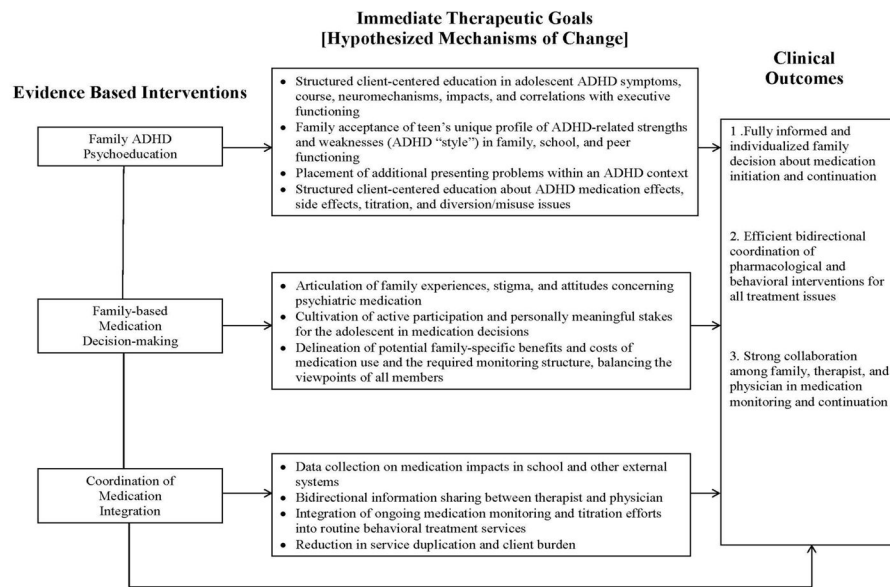 Immediate Therapeutic Goals
[Hypothesized Mechanisms of Change]
Evidence Based Interventions
Clinical
Outcomes
Family ADHD
Psychoeducation
• Structured client-centered education in adolescent ADHD symptoms,
course, neuromechanisms, impacts, and correlations with executive
functioning
• Family acceptance of teen's unique profile of ADHD-related strengths
and weaknesses (ADHD “style”) in family, school, and peer
functioning
• Placement of additional presenting problems within an ADHD context
• Structured client-centered education about ADHD medication effects,
side effects, titration, and diversion/misuse issues
Family-based
Medication
Decision-making
• Articulation of family experiences, stigma, and attitudes concerning
psychiatric medication
• Cultivation of active participation and personally meaningful stakes
for the adolescent in medication decisions
• Delineation of potential family-specific benefits and costs of
medication use and the required monitoring structure, balancing the
viewpoints of all members
Coordination of
Medication
Integration
• Data collection on medication impacts in school and other external
systems
• Bidirectional information sharing between therapist and physician
• Integration of ongoing medication monitoring and titration efforts
into routine behavioral treatment services
• Reduction in service duplication and client burden
1 .Fully informed and
individualized family
decision about medication
initiation and continuation
2. Efficient bidirectional
coordination of
pharmacological and
behavioral interventions for
all treatment issues
3. Strong collaboration
among family, therapist, and
physician in medication
monitoring and continuation